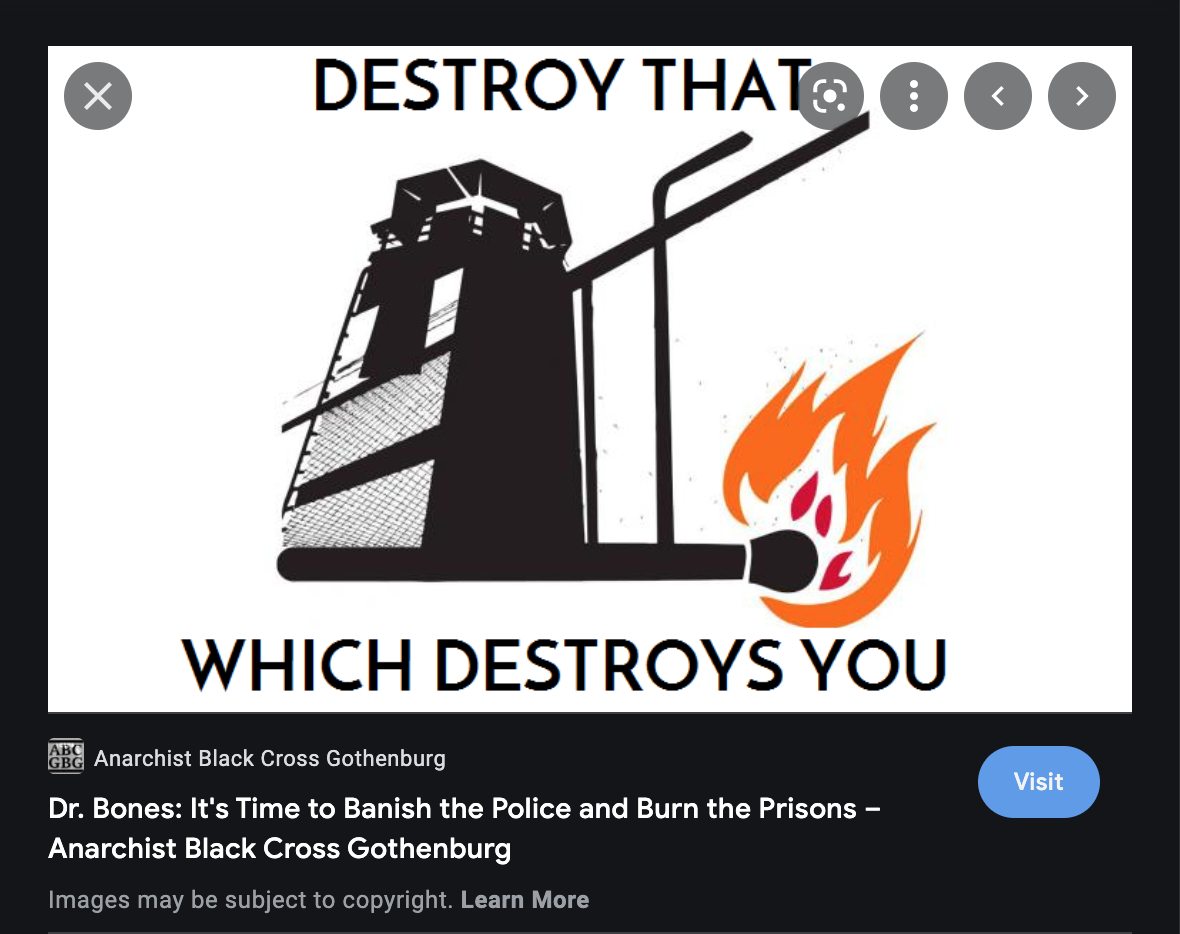 DESTROY THAT
WHICH DESTROYS YOU
ABC
GBG
Anarchist Black Cross Gothenburg
Visit
Dr. Bones: It's Time to Banish the Police and Burn the Prisons –
Anarchist Black Cross Gothenburg
Images may be subject to copyright. Learn More